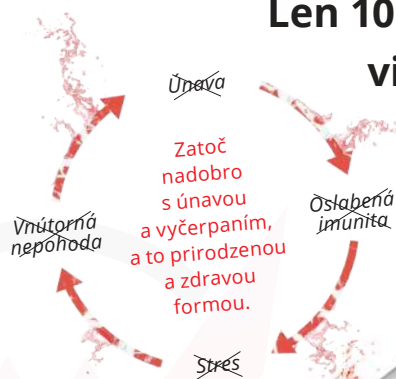 Len 10
vi
Únava
Zatoč
nadobro
s únavou
a vyčerpaním,
a to prirodzenou
a zdravou
formou.
Oslabená
imunita
Vnútorná
nepohoda
Stres